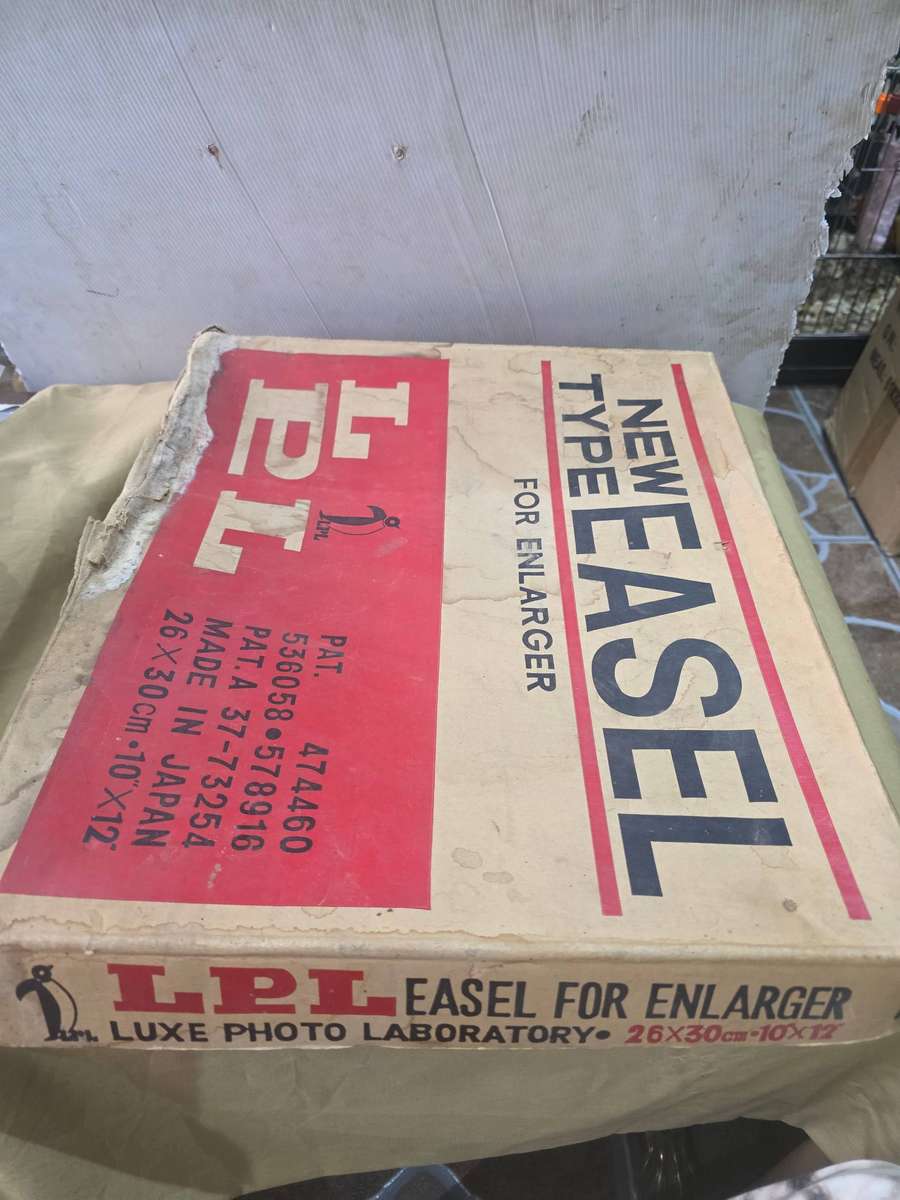 NEW
TYPE EASEL
FOR ENLARGER
LPL
LPL
PAT. 474460
536058•578916
PAT.A 37-73254
MADE IN JAPAN
26×30cm•10"×12"
LPL EASEL FOR ENLARGER
LPL LUXE PHOTO LABORATORY• 26×30cm•10"×12"